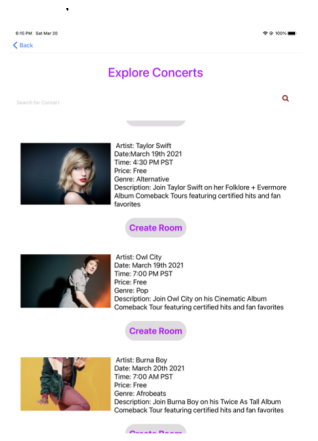 8:15 PM Sat Mar 20
100%
Back
Explore Concerts
Search for Concert
Artist: Taylor Swift
Date:March 19th 2021
Time: 4:30 PM PST
Price: Free
Genre: Alternative
Description: Join Taylor Swift on her Folklore + Evermore
Album Comeback Tours featuring certified hits and fan
favorites
Create Room
Artist: Owl City
Date: March 19th 2021
Time: 7:00 PM PST
Price: Free
Genre: Pop
Description: Join Owl City on his Cinematic Album
Comeback Tour featuring certified hits and fan favorites
Create Room
Artist: Burna Boy
Date: March 20th 2021
Time: 7:00 AM PST
Price: Free
Genre: Afrobeats
Description: Join Burna Boy on his Twice As Tall Album
Comeback Tour featuring certified hits and fan favorites
Create Room